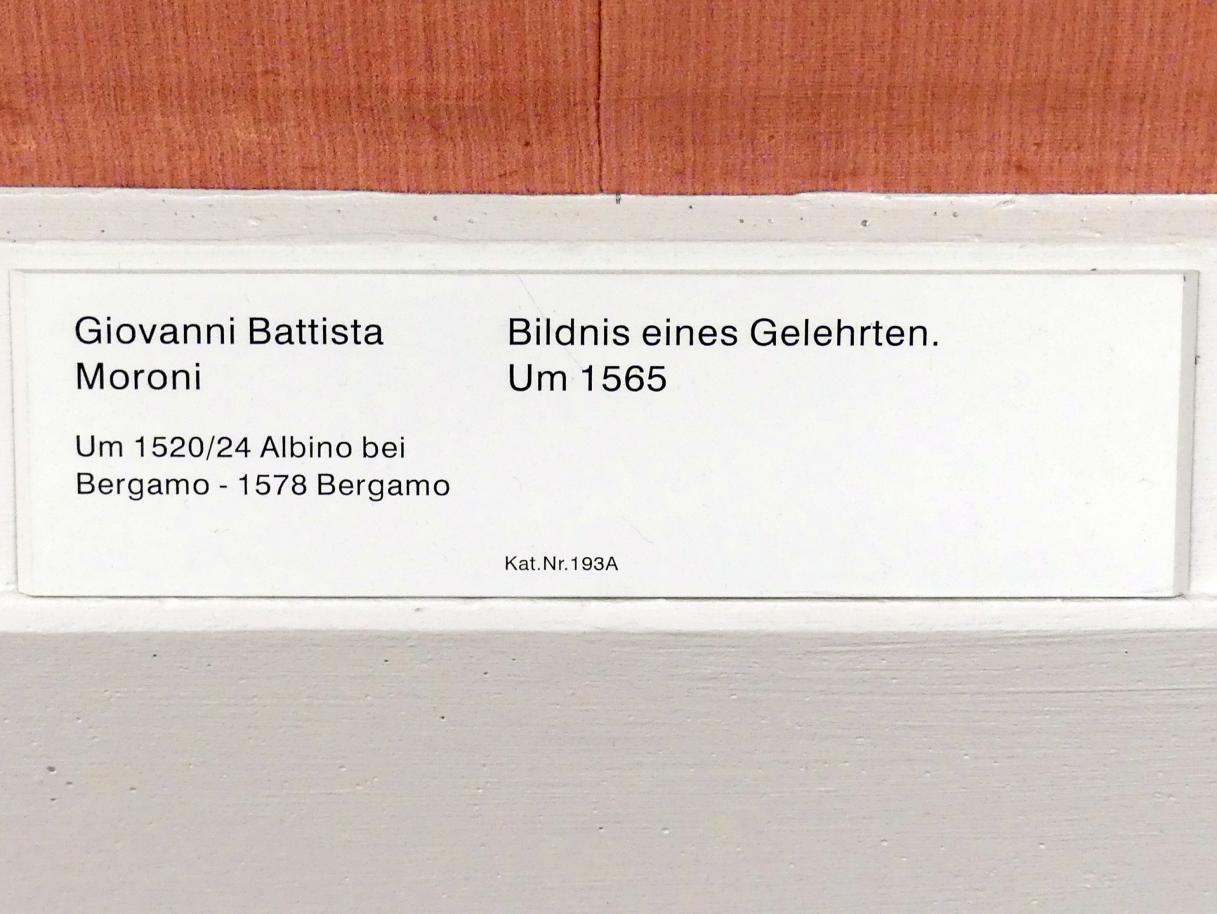 Giovanni Battista
Moroni
Um 1520/24 Albino bei
Bergamo - 1578 Bergamo
Bildnis eines Gelehrten.
Um 1565
Kat.Nr.193A